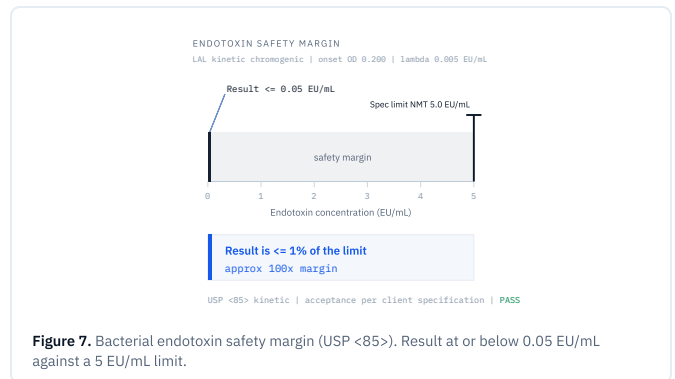 ENDOTOXIN SAFETY MARGIN
LAL kinetic chromogenic | onset OD 0.200 | lambda 0.005 EU/mL
Result <= 0.05 EU/mL
Spec limit NMT 5.0 EU/mL
safety margin
0 1 2 3 4 5
Endotoxin concentration (EU/mL)
Result is <= 1% of the limit
approx 100x margin
USP <85> kinetic | acceptance per client specification | PASS
Figure 7. Bacterial endotoxin safety margin (USP <85>). Result at or below 0.05 EU/mL
against a 5 EU/mL limit.